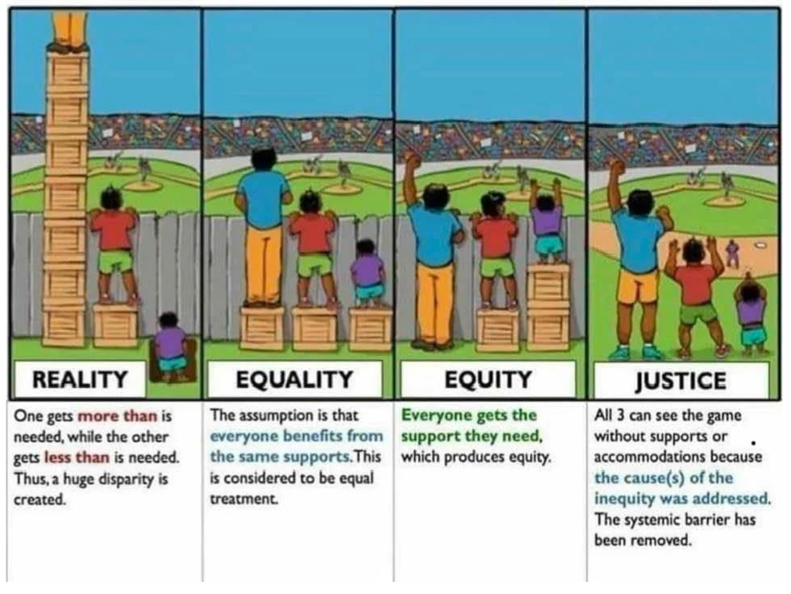 REALITY
EQUALITY
EQUITY
JUSTICE
One gets more than is
needed, while the other
gets less than is needed.
Thus, a huge disparity is
created.
The assumption is that
everyone benefits from
the same supports. This
is considered to be equal
treatment.
Everyone gets the
support they need,
which produces equity.
All 3 can see the game
without supports or
accommodations because
the cause(s) of the
inequity was addressed.
The systemic barrier has
been removed.